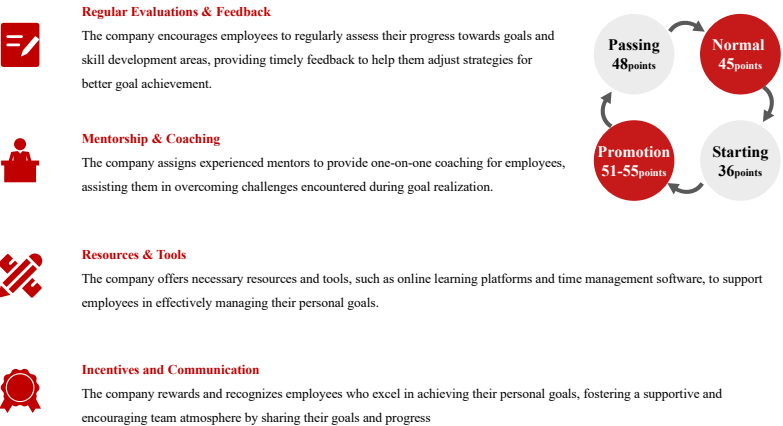 Regular Evaluations & Feedback
The company encourages employees to regularly assess their progress towards goals and
skill development areas, providing timely feedback to help them adjust strategies for
better goal achievement.
Passing
48points
Normal
45points
Mentorship & Coaching
The company assigns experienced mentors to provide one-on-one coaching for employees,
assisting them in overcoming challenges encountered during goal realization.
Promotion
51-55points
Starting
36points
Resources & Tools
The company offers necessary resources and tools, such as online learning platforms and time management software, to support
employees in effectively managing their personal goals.
Incentives and Communication
The company rewards and recognizes employees who excel in achieving their personal goals, fostering a supportive and
encouraging team atmosphere by sharing their goals and progress